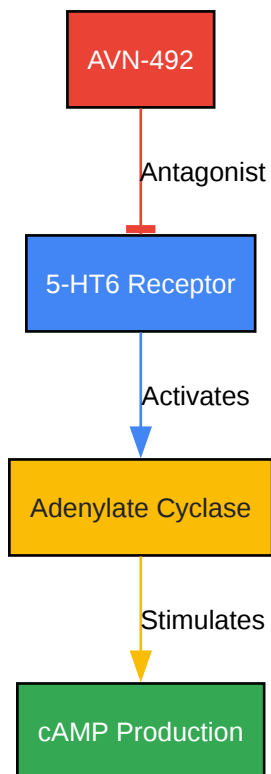 AVN-492
Antagonist
5-HT6 Receptor
Activates
Adenylate Cyclase
Stimulates
cAMP Production